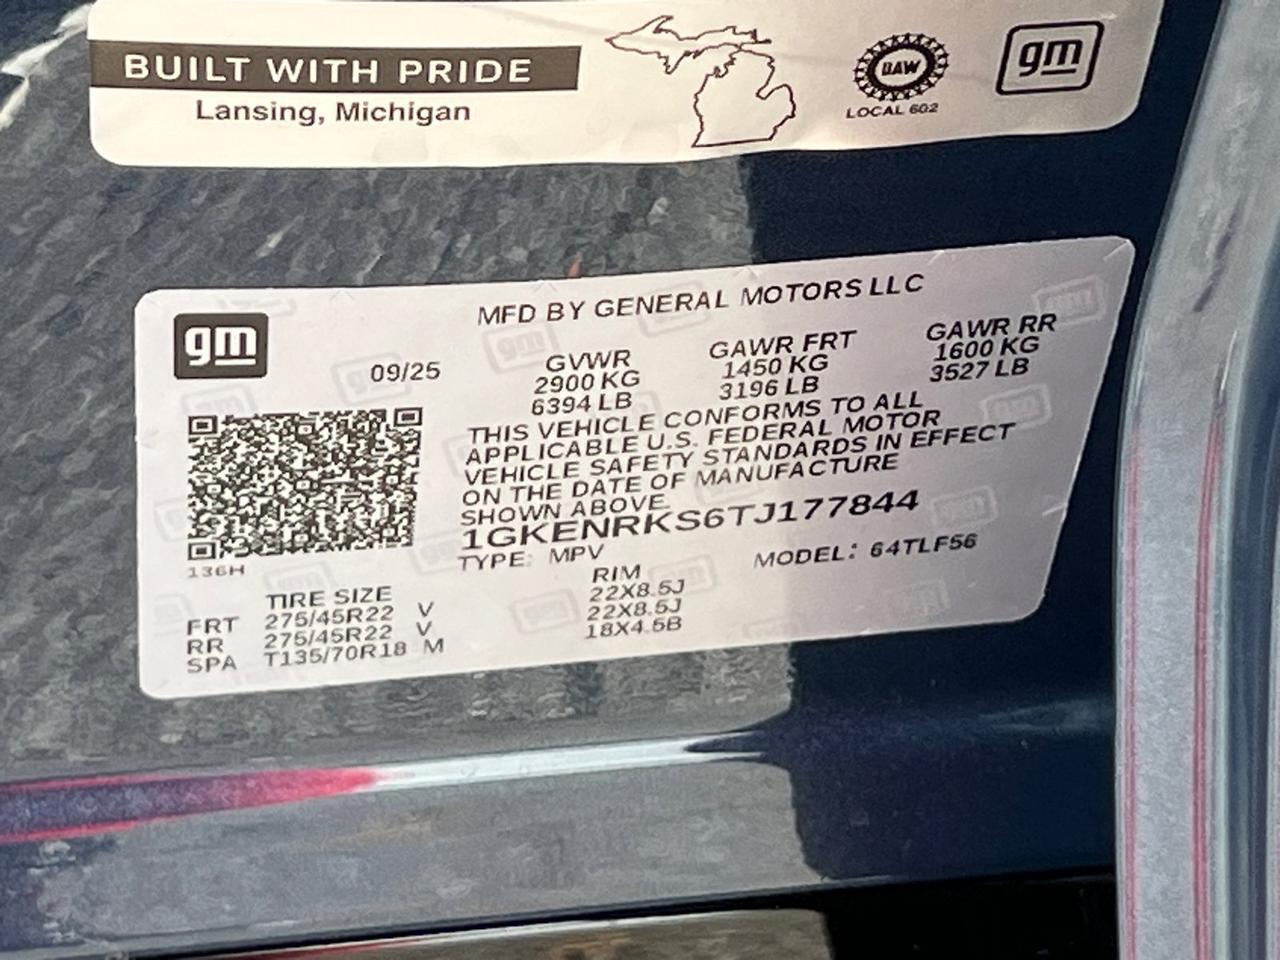 BUILT WITH PRIDE
Lansing, Michigan
UAW
LOCAL 602
gm
gm
MFD BY GENERAL MOTORS LLC
09/25
GVWR GAWR FRT GAWR RR
2900 KG 1450 KG 1600 KG
6394 LB 3196 LB 3527 LB
THIS VEHICLE CONFORMS TO ALL
APPLICABLE U.S. FEDERAL MOTOR
VEHICLE SAFETY STANDARDS IN EFFECT
ON THE DATE OF MANUFACTURE
SHOWN ABOVE.
1GKENRKS6TJ177844
TYPE: MPV MODEL: 64TLF56
136H
TIRE SIZE RIM
FRT 275/45R22 V 22X8.5J
RR 275/45R22 V 22X8.5J
SPA T135/70R18 M 18X4.5B